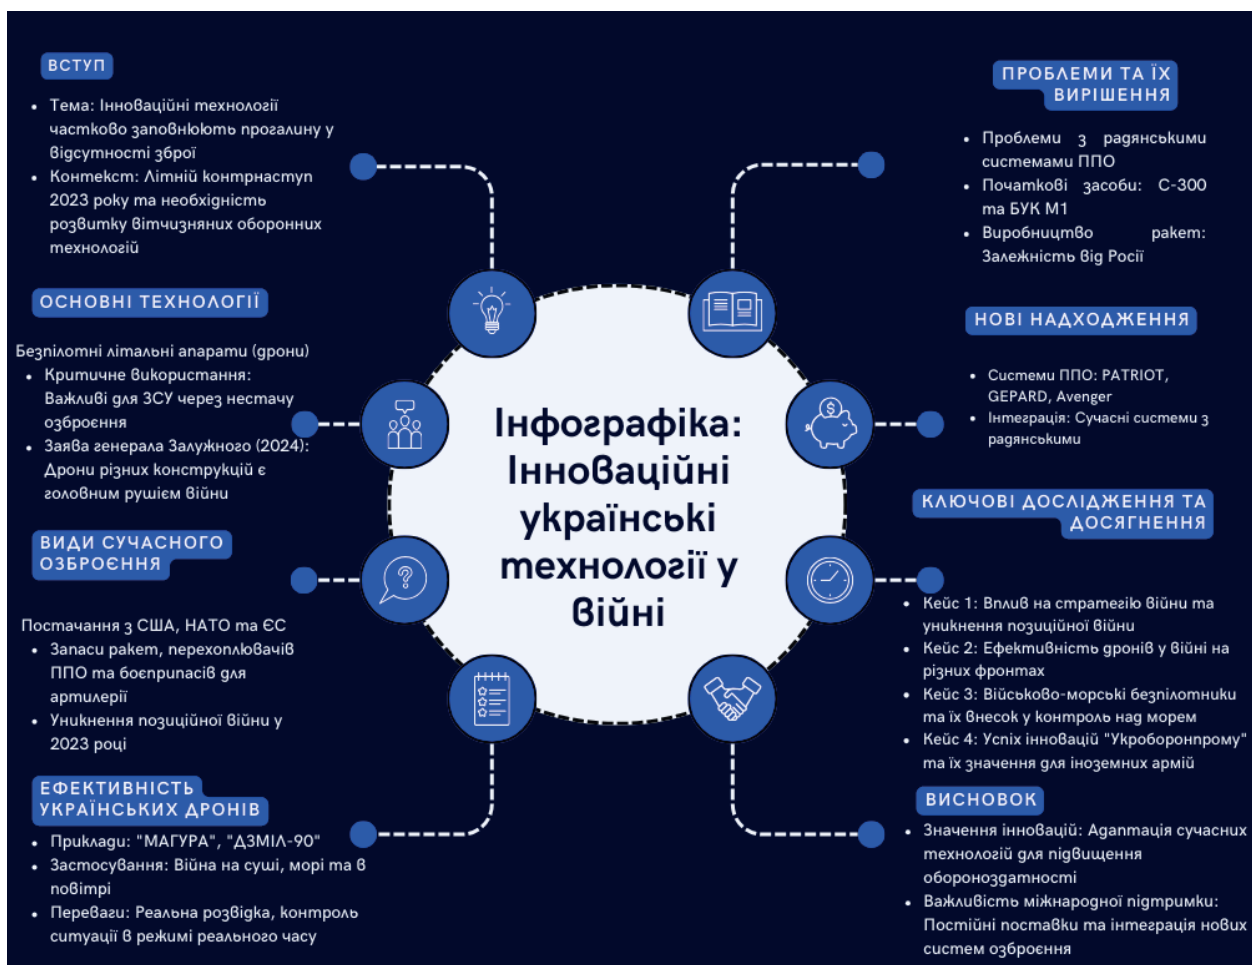 ВСТУП
• Тема: Інноваційні технології
частково заповнюють прогалину у
відсутності зброї
• Контекст: Літній контрнаступ
2023 року та необхідність
розвитку вітчизняних оборонних
технологій
ОСНОВНІ ТЕХНОЛОГІЇ
Безпілотні літальні апарати (дрони)
• Критичне використання:
Важливі для ЗСУ через нестачу
озброєння
• Заява генерала Залужного (2024):
Дрони різних конструкцій є
головним рушієм війни
ВИДИ СУЧАСНОГО
ОЗБРОЄННЯ
Постачання з США, НАТО та ЄС
• Запаси ракет, перехоплювачів
ППО та боєприпасів для
артилерії
• Уникнення позиційної війни у
2023 році
ЕФЕКТИВНІСТЬ
УКРАЇНСЬКИХ ДРОНІВ
• Приклади: "МАГУРА", "ДЗМІЛ-90"
• Застосування: Війна на суші, морі та в
повітрі
• Переваги: Реальна розвідка, контроль
ситуації в режимі реального часу
Інфографіка:
Інноваційні
українські
технології у
війні
ПРОБЛЕМИ ТА ЇХ
ВИРІШЕННЯ
• Проблеми з радянськими
системами ППО
• Початкові засоби: С-300
та БУК М1
• Виробництво ракет:
Залежність від Росії
НОВІ НАДХОДЖЕННЯ
• Системи ППО: PATRIOT,
GEPARD, Avenger
• Інтеграція: Сучасні системи з
радянськими
КЛЮЧОВІ ДОСЛІДЖЕННЯ ТА
ДОСЯГНЕННЯ
• Кейс 1: Вплив на стратегію війни та
уникнення позиційної війни
• Кейс 2: Ефективність дронів у війні на
різних фронтах
• Кейс 3: Військово-морські безпілотники
та їх внесок у контроль над морем
• Кейс 4: Успіх інновацій "Укроборонпрому"
та їх значення для іноземних армій
ВИСНОВОК
• Значення інновацій: Адаптація сучасних
технологій для підвищення
обороноздатності
• Важливість міжнародної підтримки:
Постійні поставки та інтеграція нових
систем озброєння